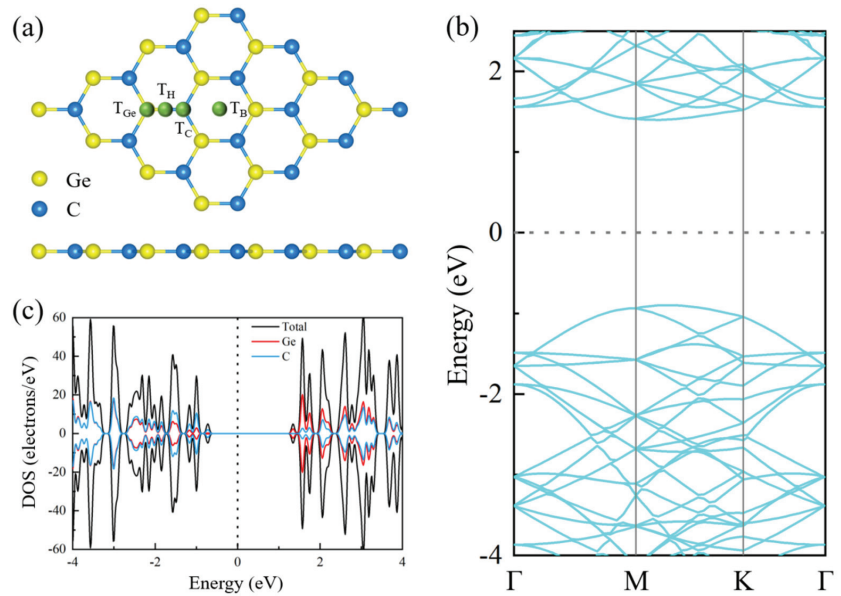 (a)
T_Ge
T_H
T_C
T_B
Ge
C
(b)
Energy (eV)
2
0
-2
-4
Γ
M
K
Γ
(c)
DOS (electrons/eV)
60
40
20
0
-20
-40
-60
Total
Ge
C
-4
-2
0
2
4
Energy (eV)